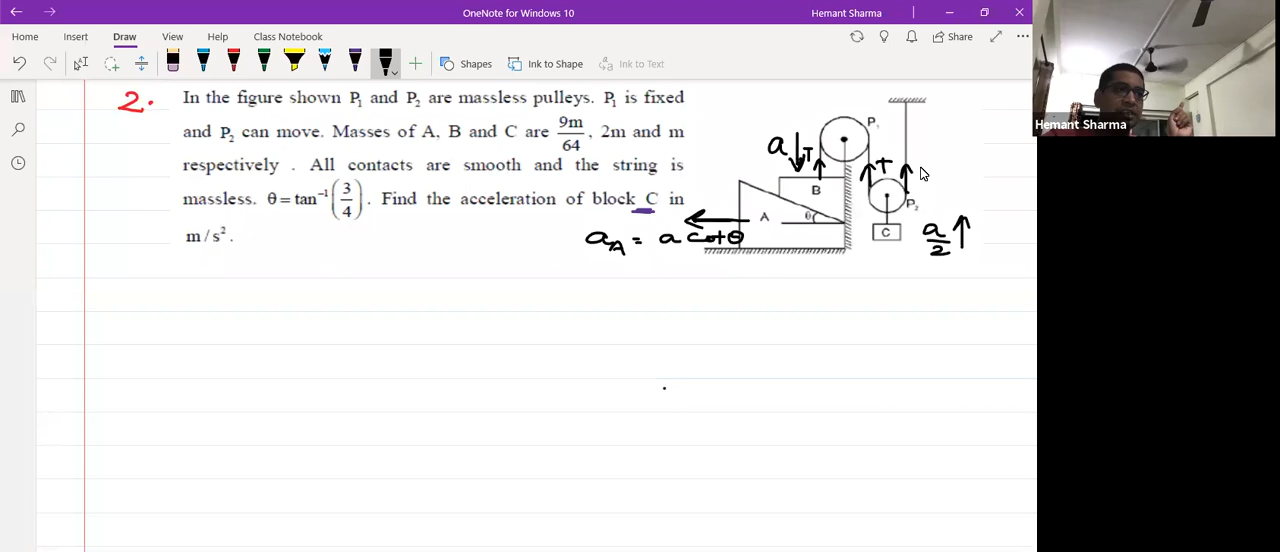 OneNote for Windows 10
Hemant Sharma
Home Insert Draw View Help Class Notebook
Share
Shapes Ink to Shape Ink to Text
2. In the figure shown P₁ and P₂ are massless pulleys. P₁ is fixed
and P₂ can move. Masses of A, B and C are 9m/64, 2m and m
respectively . All contacts are smooth and the string is
massless. θ = tan⁻¹(3/4). Find the acceleration of block C in
m/s².
P₁
a T T
B
A θ P₂
C a/2
a_A = a cotθ
Hemant Sharma